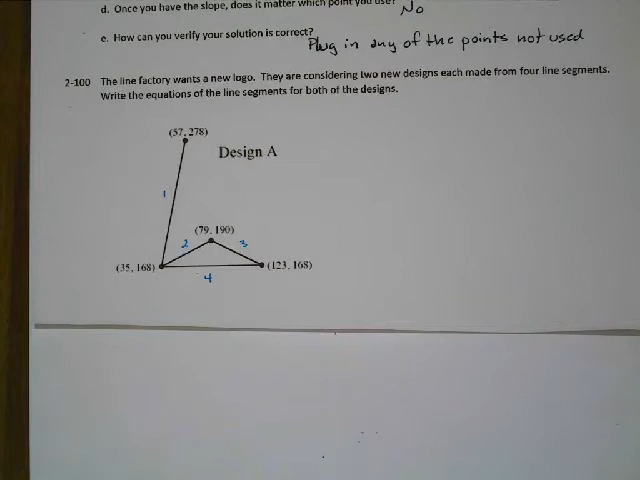 d. Once you have the slope, does it matter which point you use? No
e. How can you verify your solution is correct? Plug in any of the points not used
2-100 The line factory wants a new logo. They are considering two new designs each made from four line segments.
Write the equations of the line segments for both of the designs.
(57, 278)
Design A
1
(79, 190)
2 3
(35, 168) (123, 168)
4